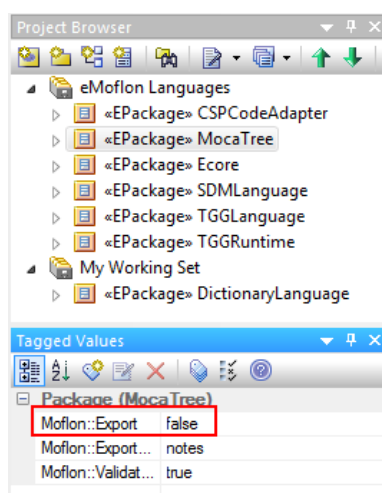 Project Browser
eMoflon Languages
«EPackage» CSPCodeAdapter
«EPackage» MocaTree
«EPackage» Ecore
«EPackage» SDMLanguage
«EPackage» TGGLanguage
«EPackage» TGGRuntime
My Working Set
«EPackage» DictionaryLanguage
Tagged Values
Package (MocaTree)
Moflon::Export false
Moflon::Export... notes
Moflon::Validat... true